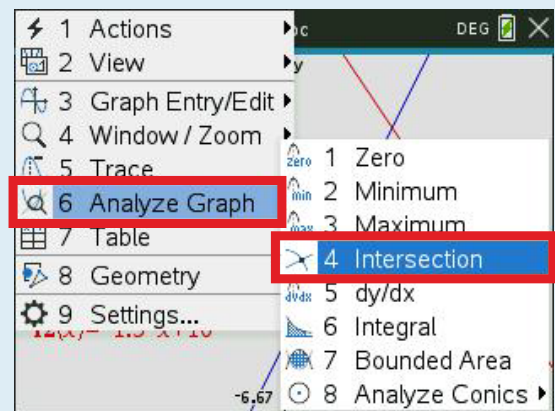 DEG
1 Actions
2 View
y
3 Graph Entry/Edit
4 Window / Zoom
5 Trace
6 Analyze Graph
7 Table
8 Geometry
9 Settings...
zero 1 Zero
min 2 Minimum
max 3 Maximum
4 Intersection
dy/dx 5 dy/dx
6 Integral
7 Bounded Area
8 Analyze Conics
-6.67